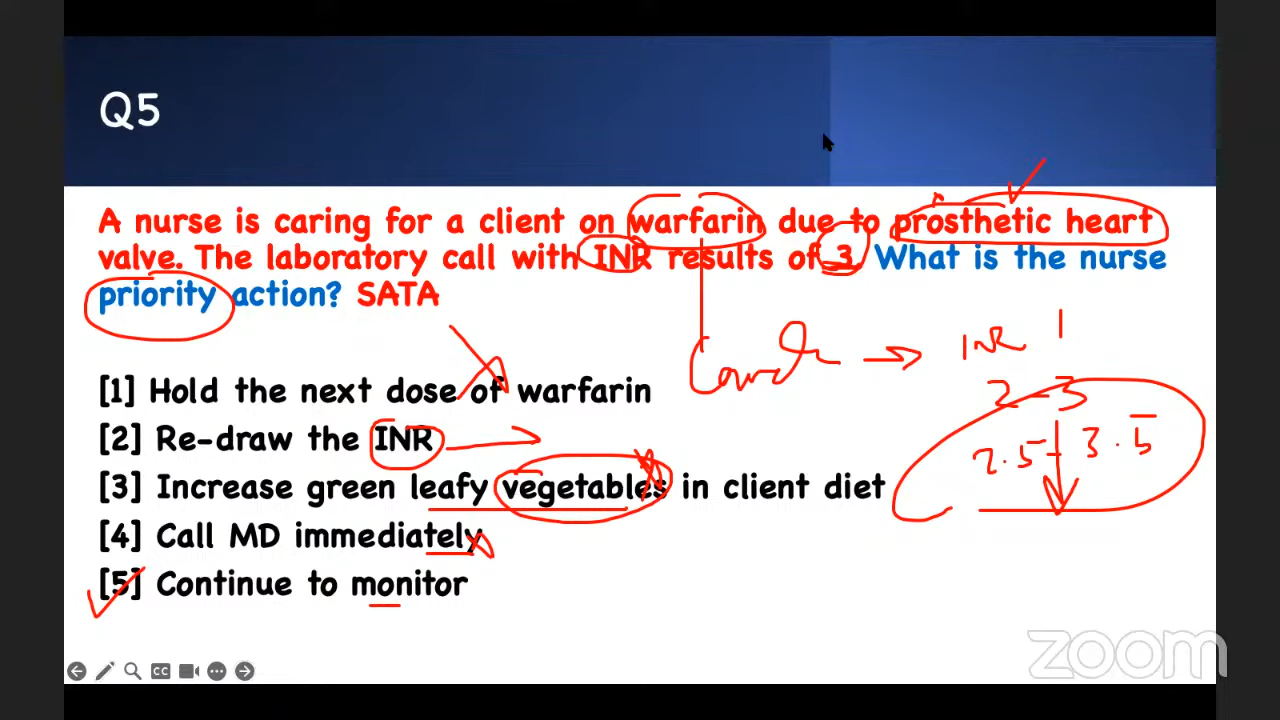 Q5
A nurse is caring for a client on warfarin due to prosthetic heart
valve. The laboratory call with INR results of 3. What is the nurse
priority action? SATA
INR 1
2-3
2.5-3.5
[1] Hold the next dose of warfarin
[2] Re-draw the INR
[3] Increase green leafy vegetables in client diet
[4] Call MD immediately
[5] Continue to monitor
CC
zoom